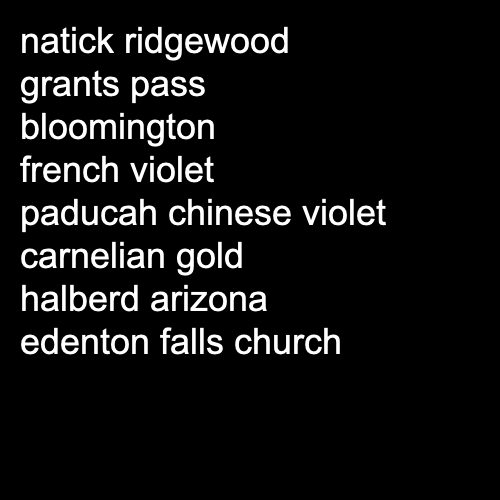 natick ridgewood
grants pass
bloomington
french violet
paducah chinese violet
carnelian gold
halberd arizona
edenton falls church